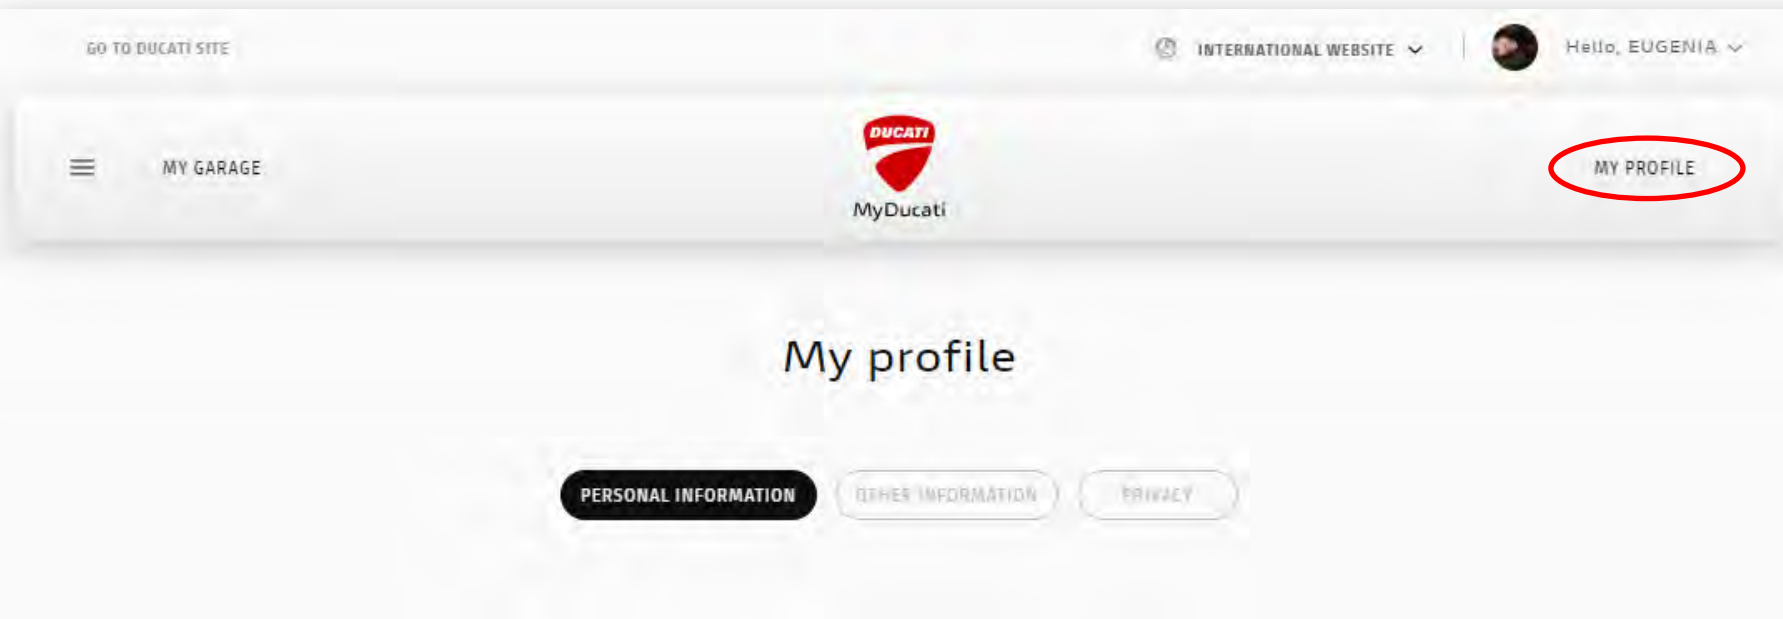 GO TO DUCATI SITE
INTERNATIONAL WEBSITE
Hello, EUGENIA
MY GARAGE
DUCATI
MyDucati
MY PROFILE
My profile
PERSONAL INFORMATION
OTHER INFORMATION
PRIVACY